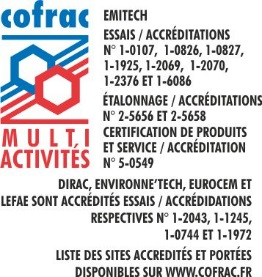 cofrac
MULTI
ACTIVITÉS
EMITECH
ESSAIS / ACCRÉDITATIONS
N° 1-0107, 1-0826, 1-0827,
1-1925, 1-2069, 1-2070,
1-2376 ET 1-6086
ÉTALONNAGE / ACCRÉDITATIONS
N° 2-5656 ET 2-5658
CERTIFICATION DE PRODUITS
ET SERVICE / ACCRÉDITATION
N° 5-0549
DIRAC, ENVIRONNE'TECH, EUROCEM ET
LEFAE SONT ACCRÉDITÉS ESSAIS / ACCRÉDIDATIONS
RESPECTIVES N° 1-2043, 1-1245,
1-0744 ET 1-1972
LISTE DES SITES ACCREDITÉS ET PORTÉES
DISPONIBLES SUR WWW.COFRAC.FR